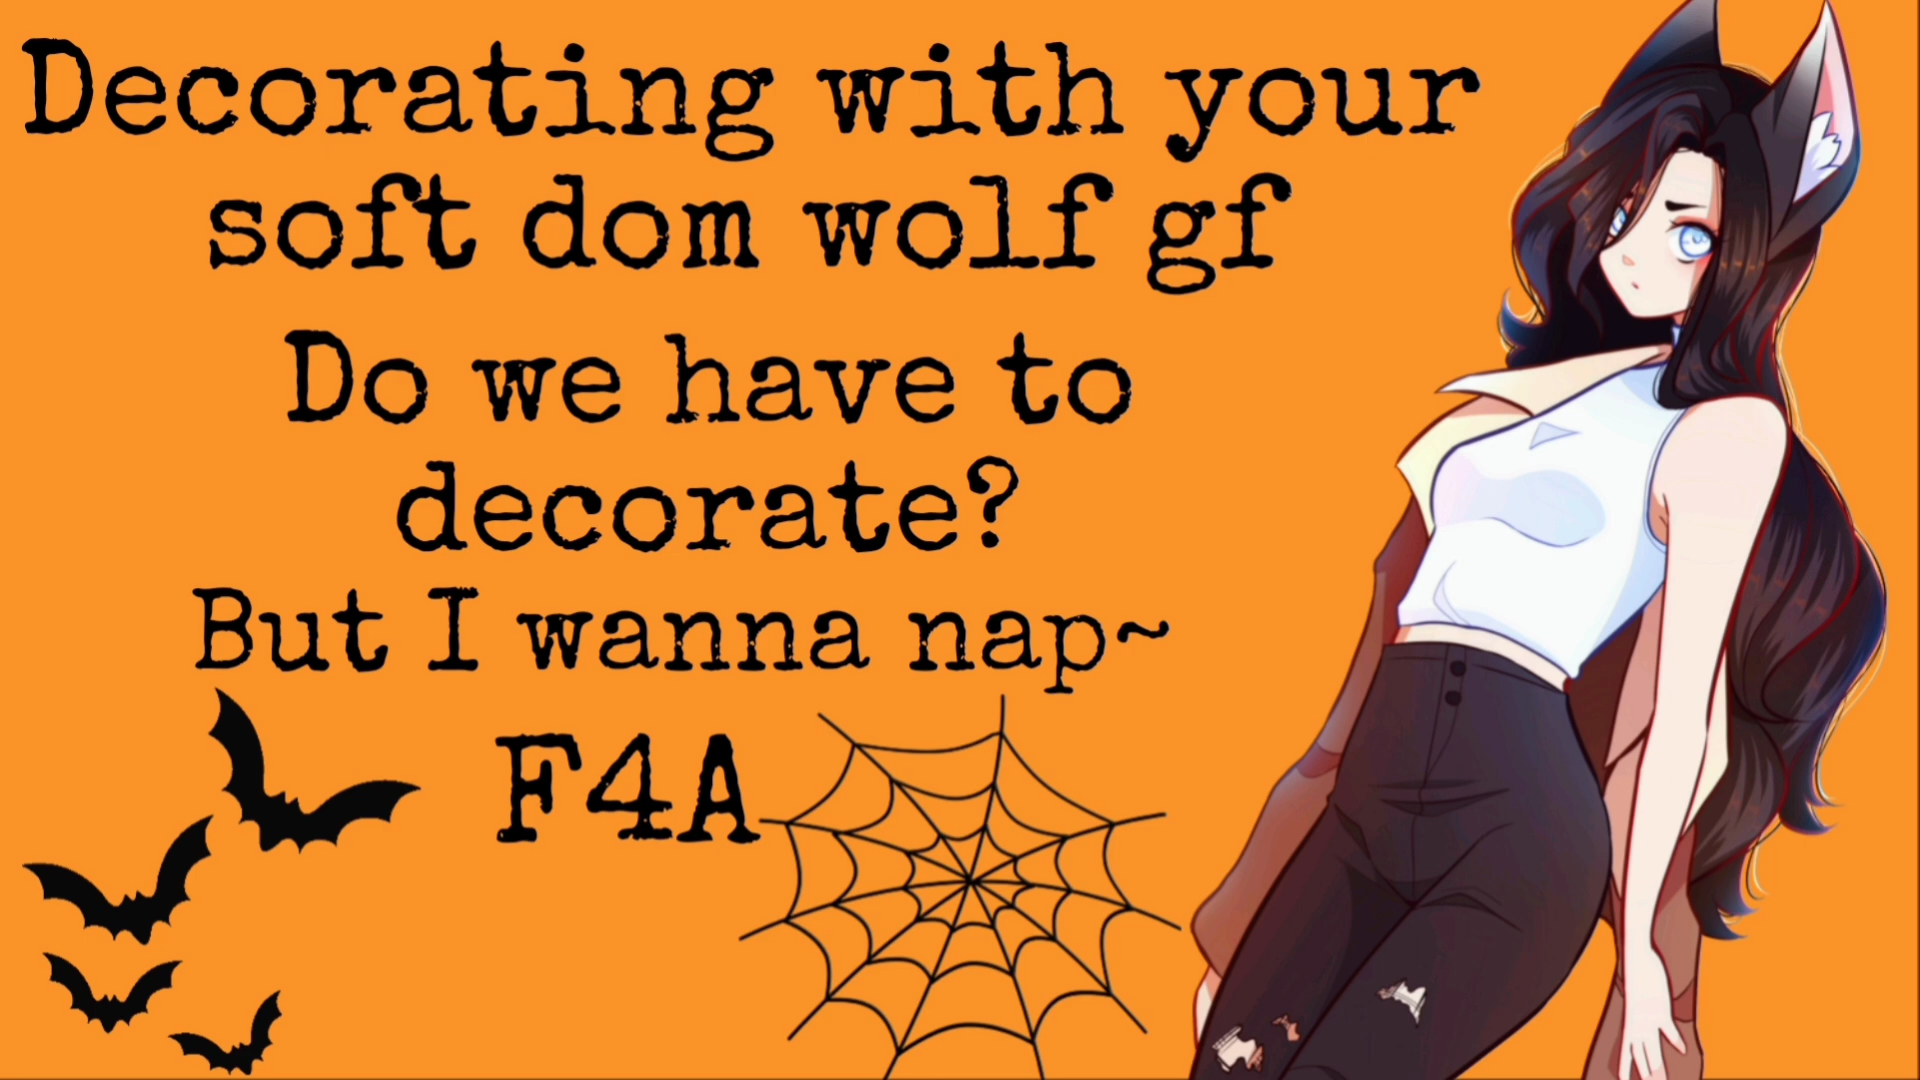 Decorating with your
soft dom wolf gf
Do we have to
decorate?
But I wanna nap~
F4A